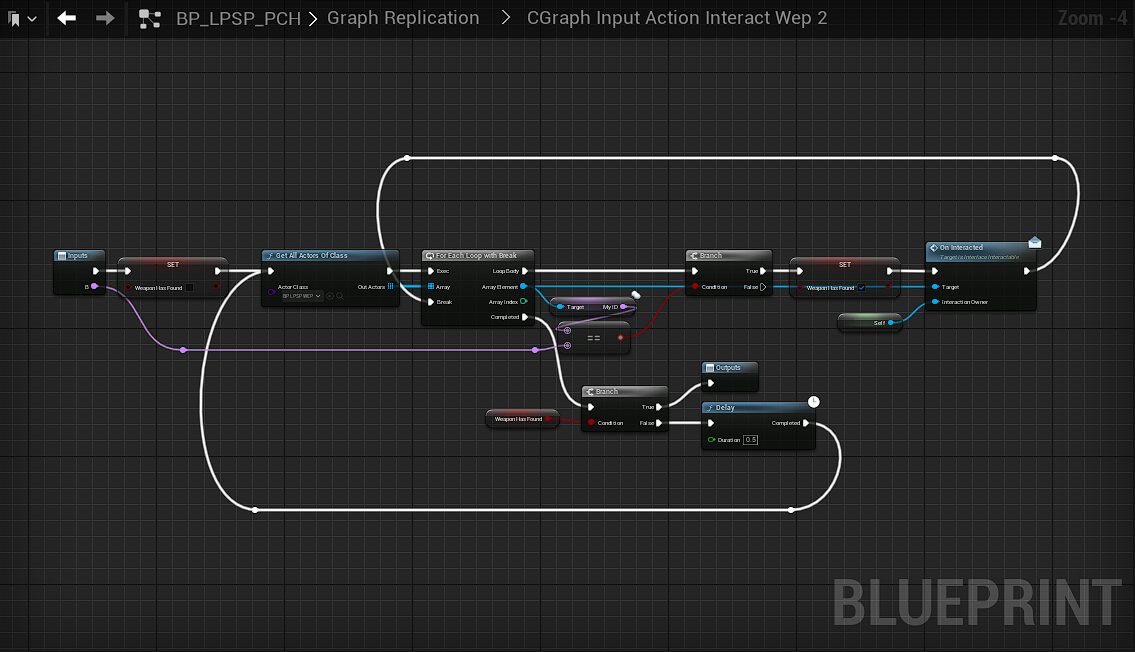 BP_LPSP_PCH > Graph Replication > CGraph Input Action Interact Wep 2
Zoom -4
Inputs
B
SET
Weapon Has Found
Get All Actors Of Class
Actor Class
BP LPSP WEP
Out Actors
For Each Loop with Break
Exec
Array
Break
Loop Body
Array Element
Array Index
Completed
Target
My ID
==
Branch
Condition
True
False
SET
Weapon Has Found
On Interacted
Target is Interface Interactable
Target
Interaction Owner
Self
Weapon Has Found
Branch
Condition
True
False
Outputs
Delay
Duration 0.5
Completed
BLUEPRINT